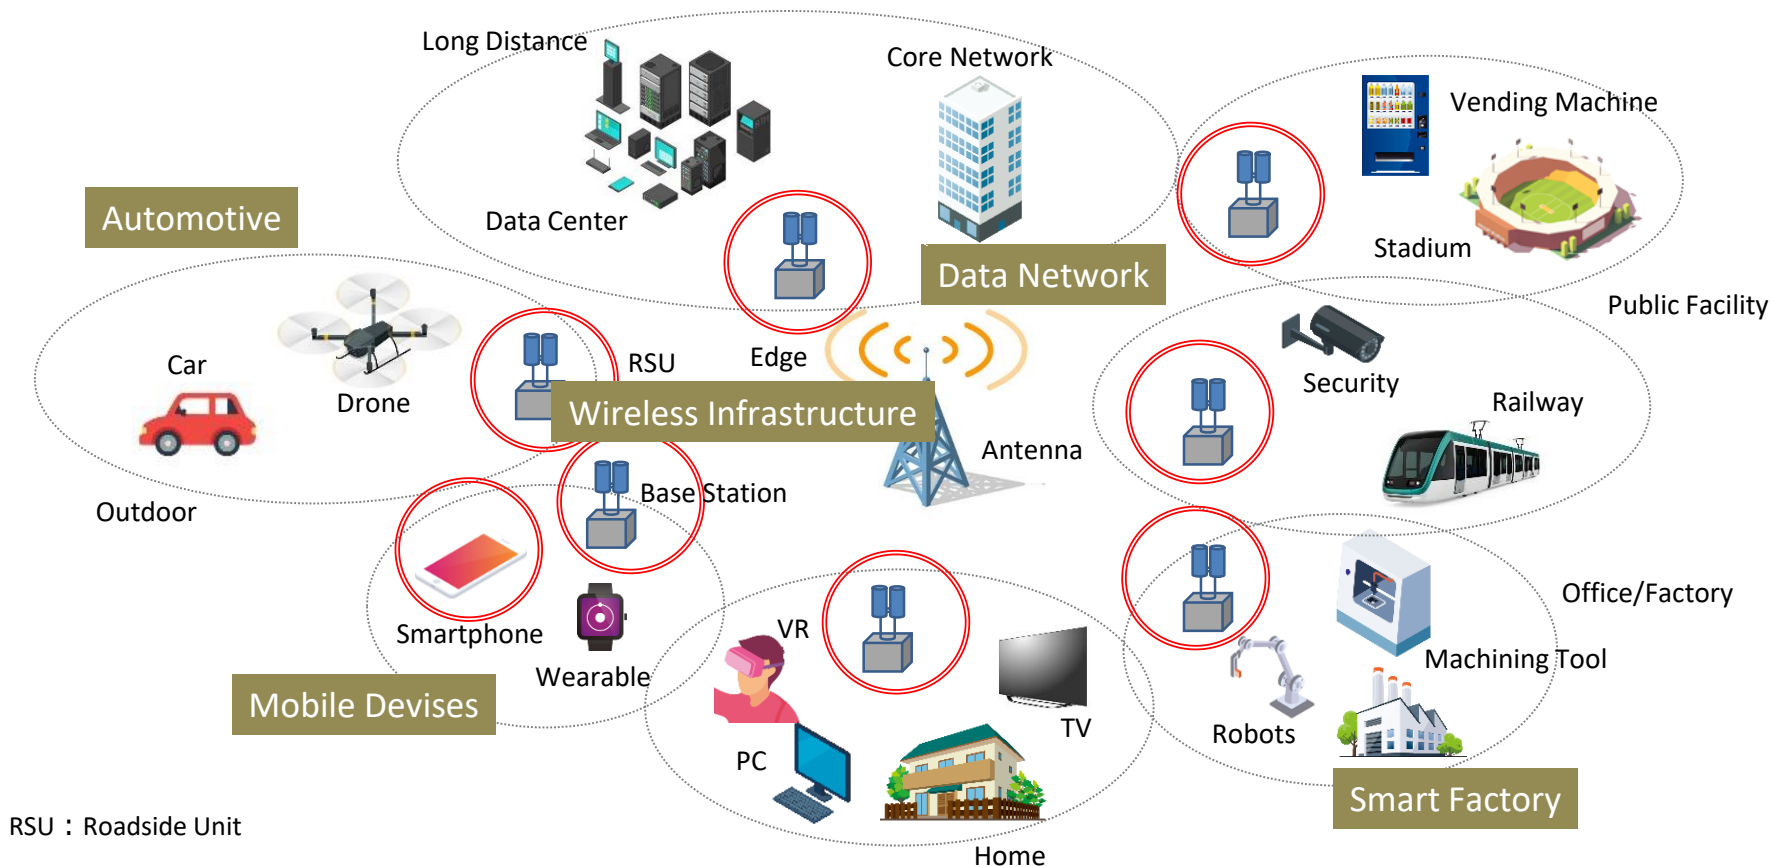 Long Distance
Core Network
Vending Machine
Data Center
Stadium
Automotive
Data Network
Public Facility
Car
Drone
RSU
Edge
Security
Railway
Wireless Infrastructure
Antenna
Outdoor
Base Station
Smartphone
Wearable
Mobile Devises
VR
TV
PC
Home
Office/Factory
Machining Tool
Robots
Smart Factory
RSU：Roadside Unit